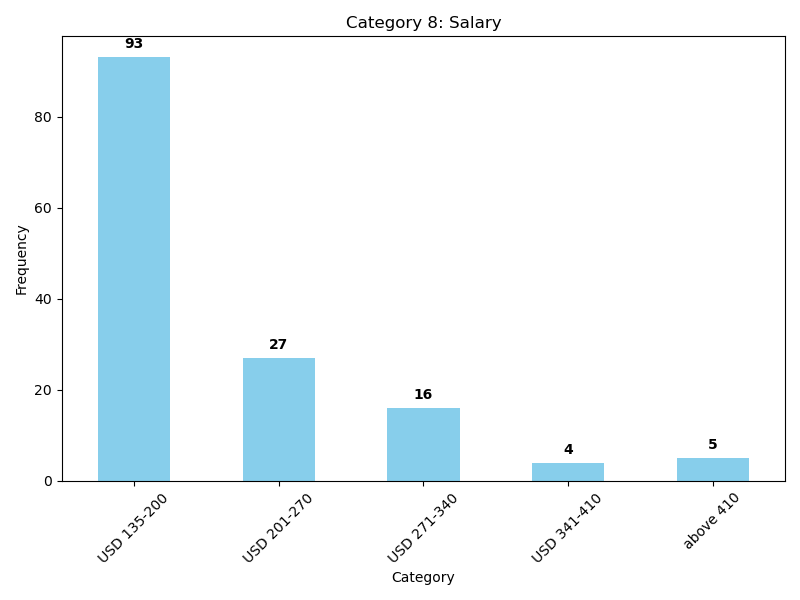 Category 8: Salary
93
27
16
4
5
80
60
40
20
0
Frequency
USD 135-200
USD 201-270
USD 271-340
USD 341-410
above 410
Category